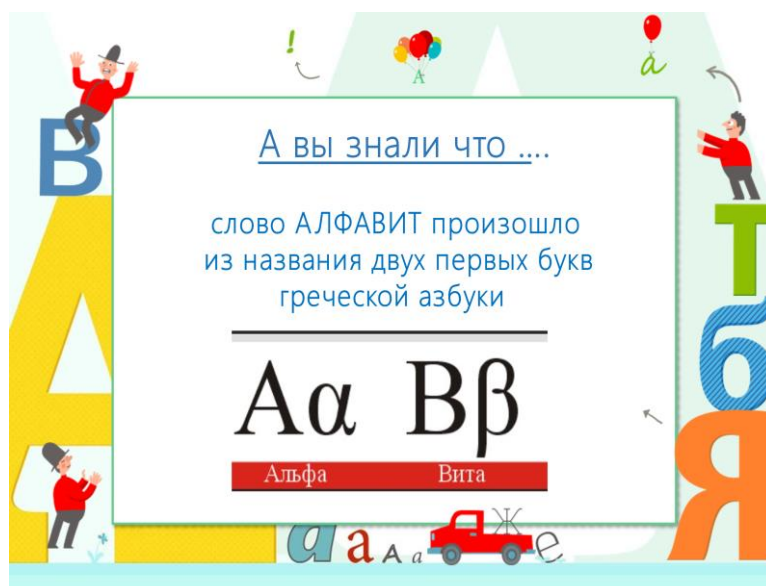 !
А
а
В
А вы знали что ....
слово АЛФАВИТ произошло
из названия двух первых букв
греческой азбуки
Αα Ββ
Альфа Вита
А
Т
б
Я
а а А а Ж е